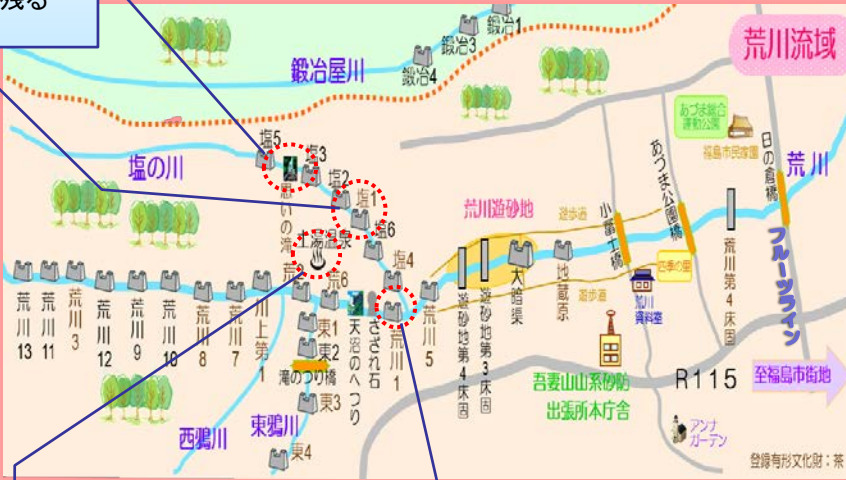 残る
鍛冶1
鍛冶3
鍛冶4
鍛冶屋川
荒川流域
あづま総合
運動公園
福島市民家園
日の倉橋
荒川
あづま公園橋
塩5
塩3
塩2
塩1
塩6
塩4
塩の川
思いの滝
土湯温泉
荒川遊砂地
遊歩道
小富士橋
四季の里
荒川
資料室
遊歩道
荒川第4床固
フルーツライン
大暗渠
地蔵原
遊砂地第3床固
遊砂地第4床固
荒川5
荒川1
さざれ石
天沼のへつり
荒6
川上第1
荒川7
荒川8
荒川10
荒川9
荒川12
荒川3
荒川11
荒川13
東1
東2
滝のつり橋
東3
東4
西鴉川
東鴉川
吾妻山山系砂防
出張所本庁舎
R115
至福島市街地
アンナ
ガーデン
登録有形文化財：茶